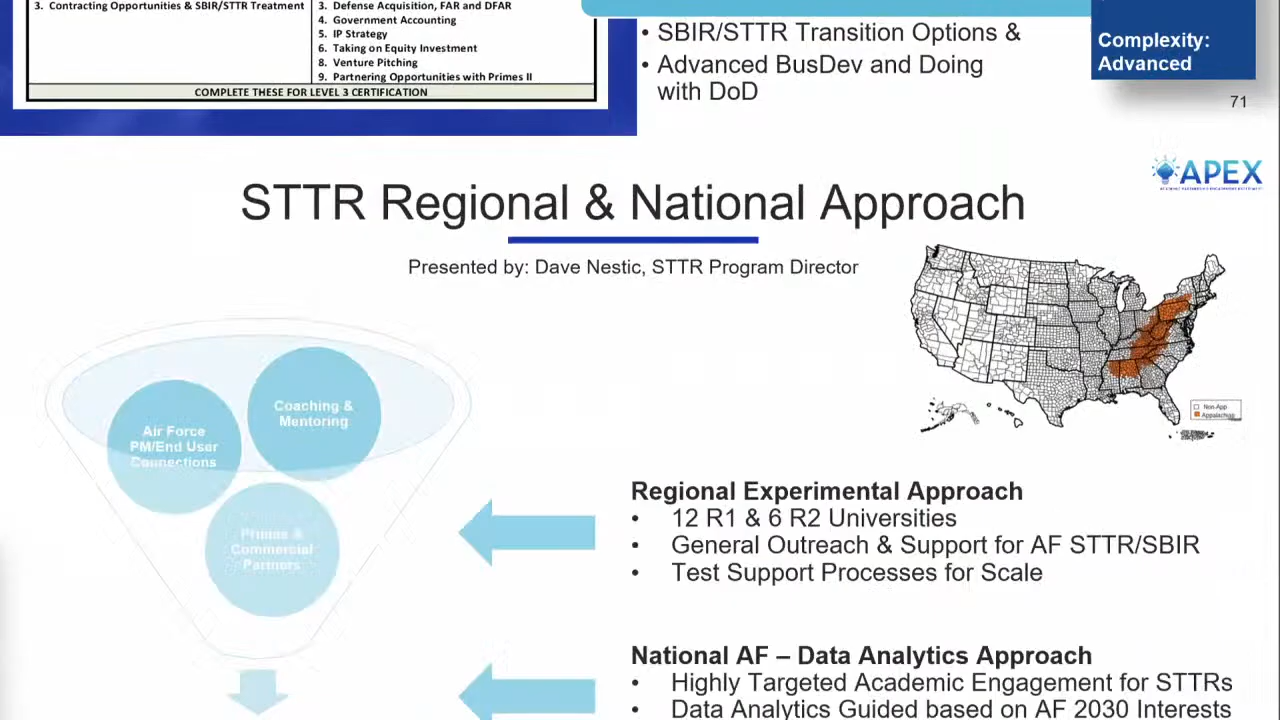 3. Contracting Opportunities & SBIR/STTR Treatment
3. Defense Acquisition, FAR and DFAR
4. Government Accounting
5. IP Strategy
6. Taking on Equity Investment
8. Venture Pitching
9. Partnering Opportunities with Primes II
COMPLETE THESE FOR LEVEL 3 CERTIFICATION
• SBIR/STTR Transition Options &
• Advanced BusDev and Doing
with DoD
Complexity:
Advanced
71
APEX
STTR Regional & National Approach
Presented by: Dave Nestic, STTR Program Director
Coaching &
Mentoring
Air Force
PM/End User
Connections
Primes &
Commercial
Partners
Non-App
Appalachian
Regional Experimental Approach
• 12 R1 & 6 R2 Universities
• General Outreach & Support for AF STTR/SBIR
• Test Support Processes for Scale
National AF – Data Analytics Approach
• Highly Targeted Academic Engagement for STTRs
• Data Analytics Guided based on AF 2030 Interests